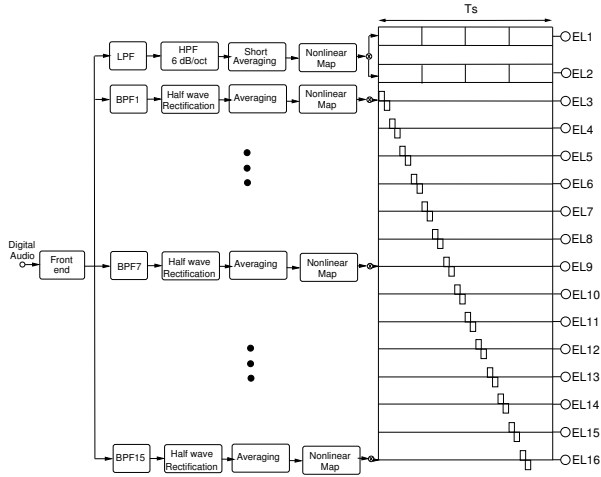 Ts
LPF
HPF
6 dB/oct
Short
Averaging
Nonlinear
Map
EL1
EL2
BPF1
Half wave
Rectification
Averaging
Nonlinear
Map
EL3
EL4
EL5
EL6
EL7
EL8
Digital
Audio
Front
end
BPF7
Half wave
Rectification
Averaging
Nonlinear
Map
EL9
EL10
EL11
EL12
EL13
EL14
EL15
BPF15
Half wave
Rectification
Averaging
Nonlinear
Map
EL16